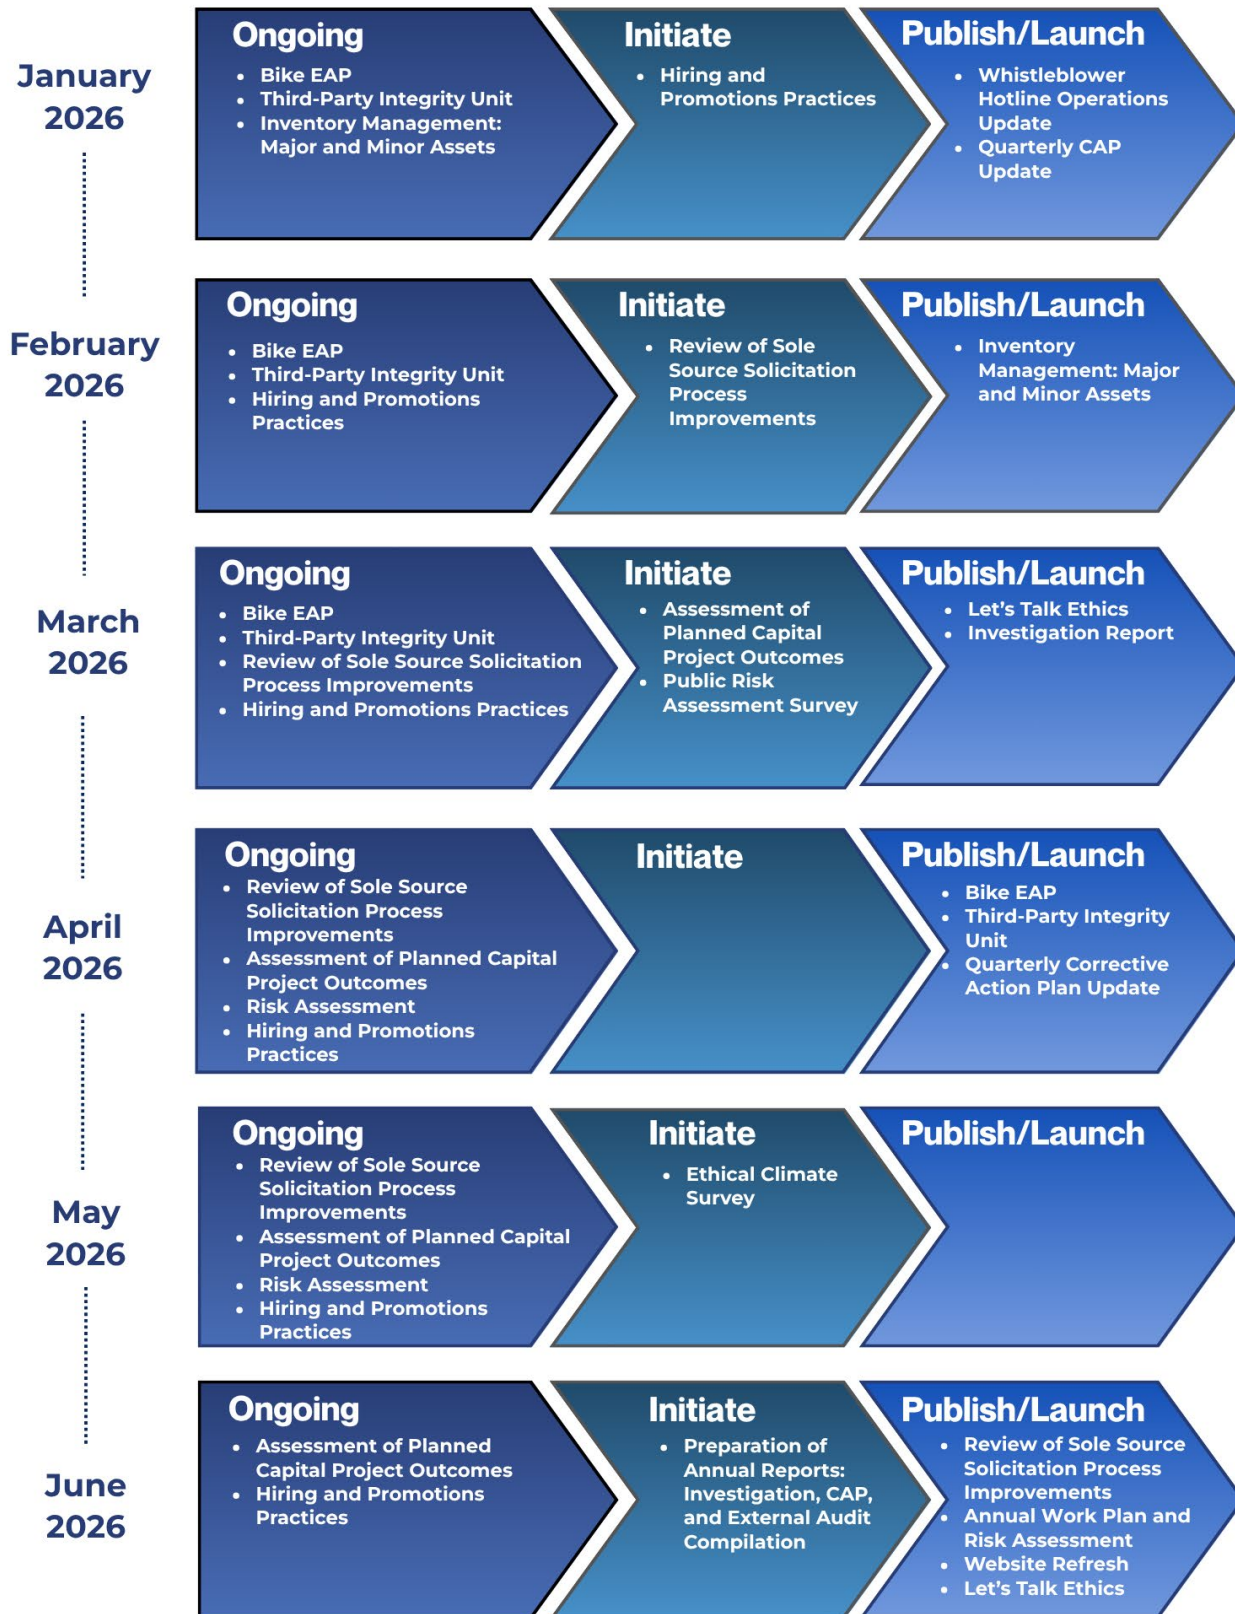 January
2026
Ongoing
• Bike EAP
• Third-Party Integrity Unit
• Inventory Management:
Major and Minor Assets
Initiate
• Hiring and
Promotions Practices
Publish/Launch
• Whistleblower
Hotline Operations
Update
• Quarterly CAP
Update
February
2026
Ongoing
• Bike EAP
• Third-Party Integrity Unit
• Hiring and Promotions
Practices
Initiate
• Review of Sole
Source Solicitation
Process
Improvements
Publish/Launch
• Inventory
Management: Major
and Minor Assets
March
2026
Ongoing
• Bike EAP
• Third-Party Integrity Unit
• Review of Sole Source Solicitation
Process Improvements
• Hiring and Promotions Practices
Initiate
• Assessment of
Planned Capital
Project Outcomes
• Public Risk
Assessment Survey
Publish/Launch
• Let’s Talk Ethics
• Investigation Report
April
2026
Ongoing
• Review of Sole Source
Solicitation Process
Improvements
• Assessment of Planned Capital
Project Outcomes
• Risk Assessment
• Hiring and Promotions
Practices
Initiate
Publish/Launch
• Bike EAP
• Third-Party Integrity
Unit
• Quarterly Corrective
Action Plan Update
May
2026
Ongoing
• Review of Sole Source
Solicitation Process
Improvements
• Assessment of Planned Capital
Project Outcomes
• Risk Assessment
• Hiring and Promotions
Practices
Initiate
• Ethical Climate
Survey
Publish/Launch
June
2026
Ongoing
• Assessment of Planned
Capital Project Outcomes
• Hiring and Promotions
Practices
Initiate
• Preparation of
Annual Reports:
Investigation, CAP,
and External Audit
Compilation
Publish/Launch
• Review of Sole Source
Solicitation Process
Improvements
• Annual Work Plan and
Risk Assessment
• Website Refresh
• Let’s Talk Ethics